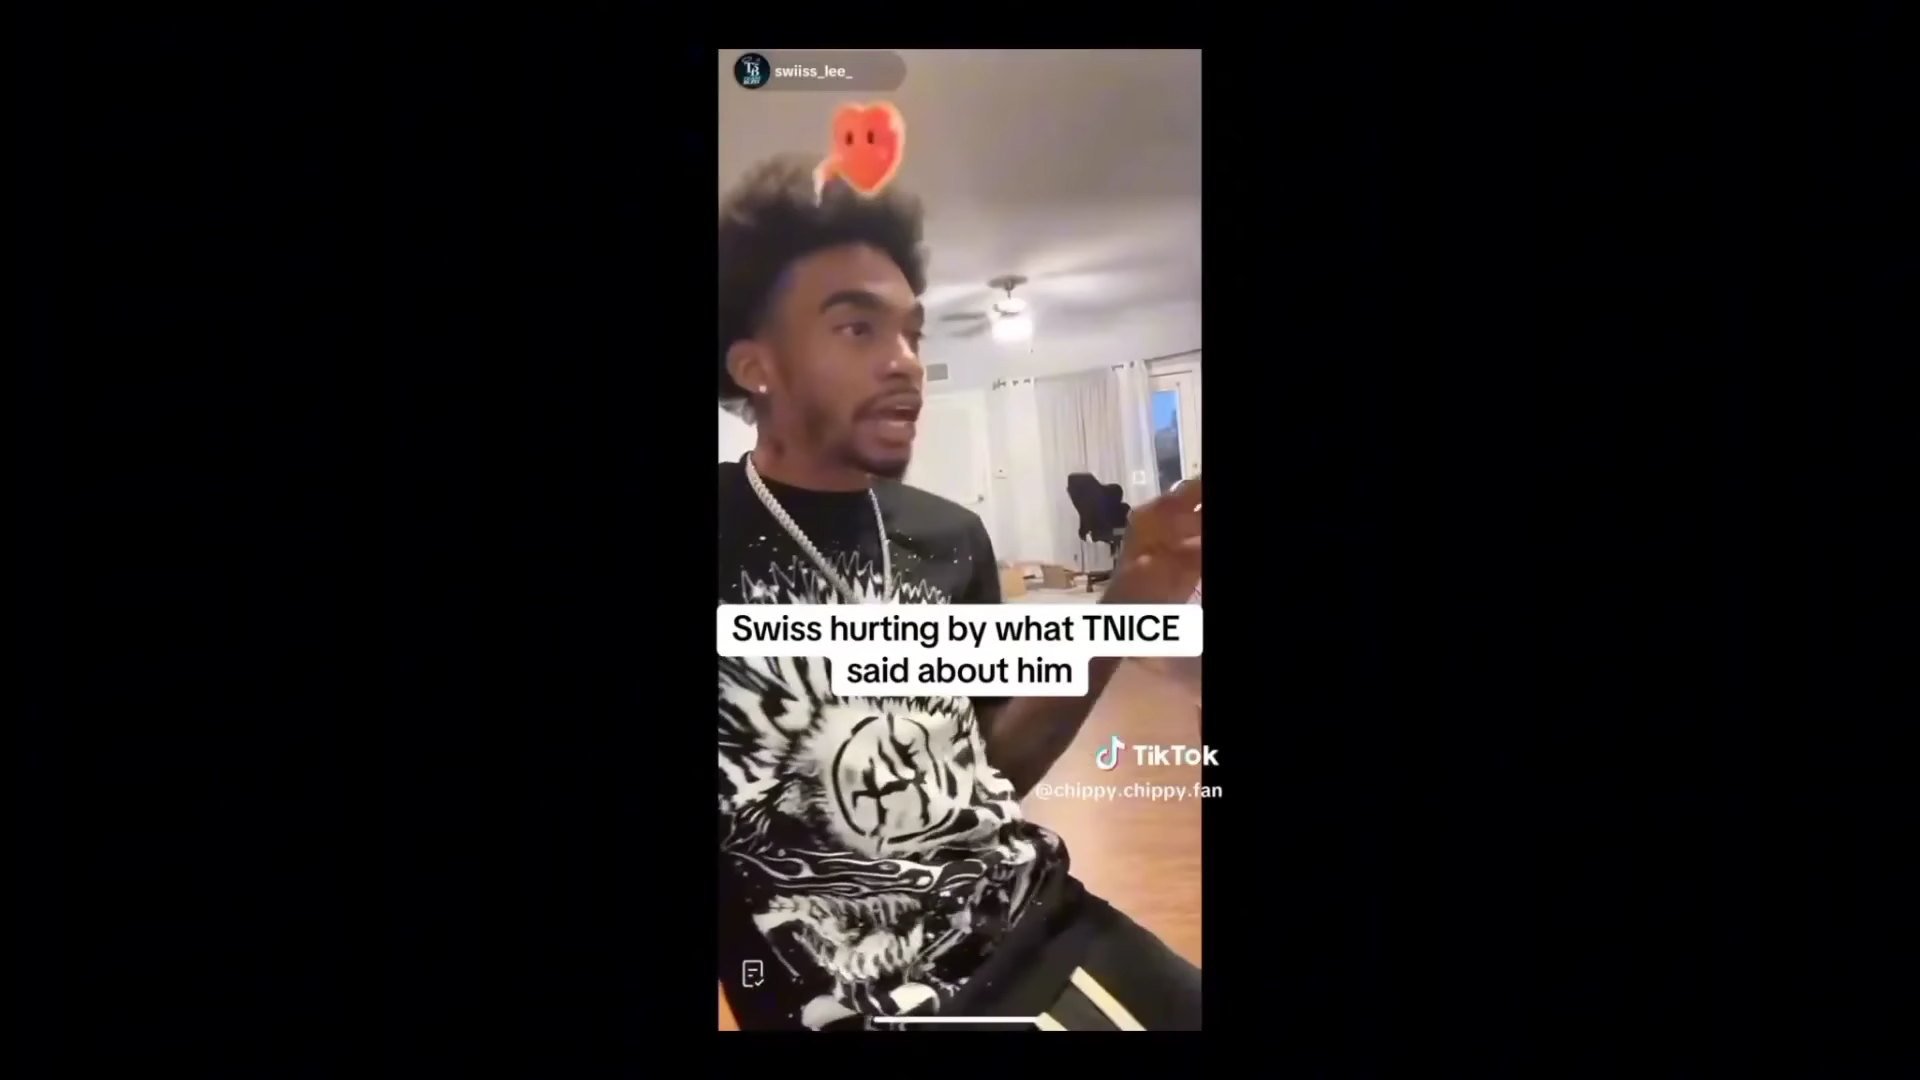 swiiss_lee_
Swiss hurting by what TNICE
said about him
TikTok
@chippy.chippy.fan